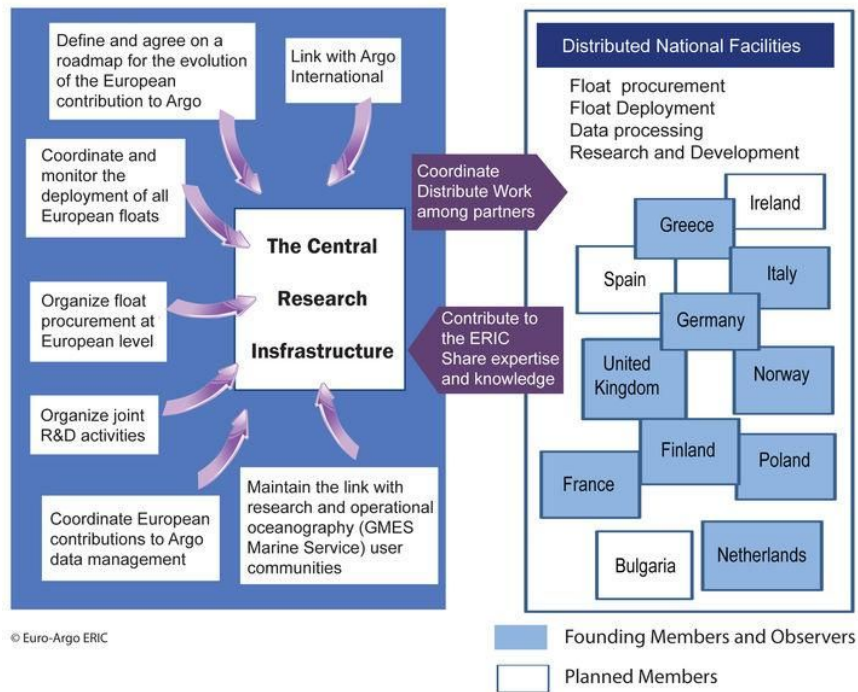 Define and agree on a
roadmap for the evolution
of the European
contribution to Argo
Link with Argo
International
Coordinate and
monitor the
deployment of all
European floats
Organize float
procurement at
European level
Organize joint
R&D activities
Coordinate European
contributions to Argo
data management
Maintain the link with
research and operational
oceanography (GMES
Marine Service) user
communities
The Central
Research
Insfrastructure
Coordinate
Distribute Work
among partners
Contribute to
the ERIC
Share expertise
and knowledge
Distributed National Facilities
Float procurement
Float Deployment
Data processing
Research and Development
Ireland
Greece
Spain
Italy
Germany
United
Kingdom
Norway
Finland
Poland
France
Bulgaria
Netherlands
© Euro-Argo ERIC
Founding Members and Observers
Planned Members